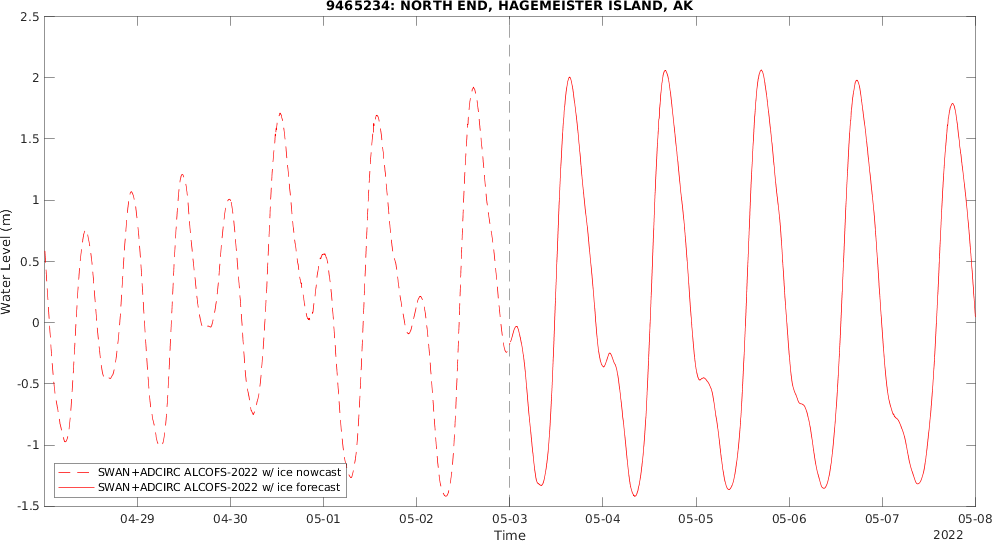 9465234: NORTH END, HAGEMEISTER ISLAND, AK
2.5
2
1.5
1
0.5
0
-0.5
-1
-1.5
Water Level (m)
SWAN+ADCIRC ALCOFS-2022 w/ ice nowcast
SWAN+ADCIRC ALCOFS-2022 w/ ice forecast
04-29 04-30 05-01 05-02 05-03 05-04 05-05 05-06 05-07 05-08
Time
2022